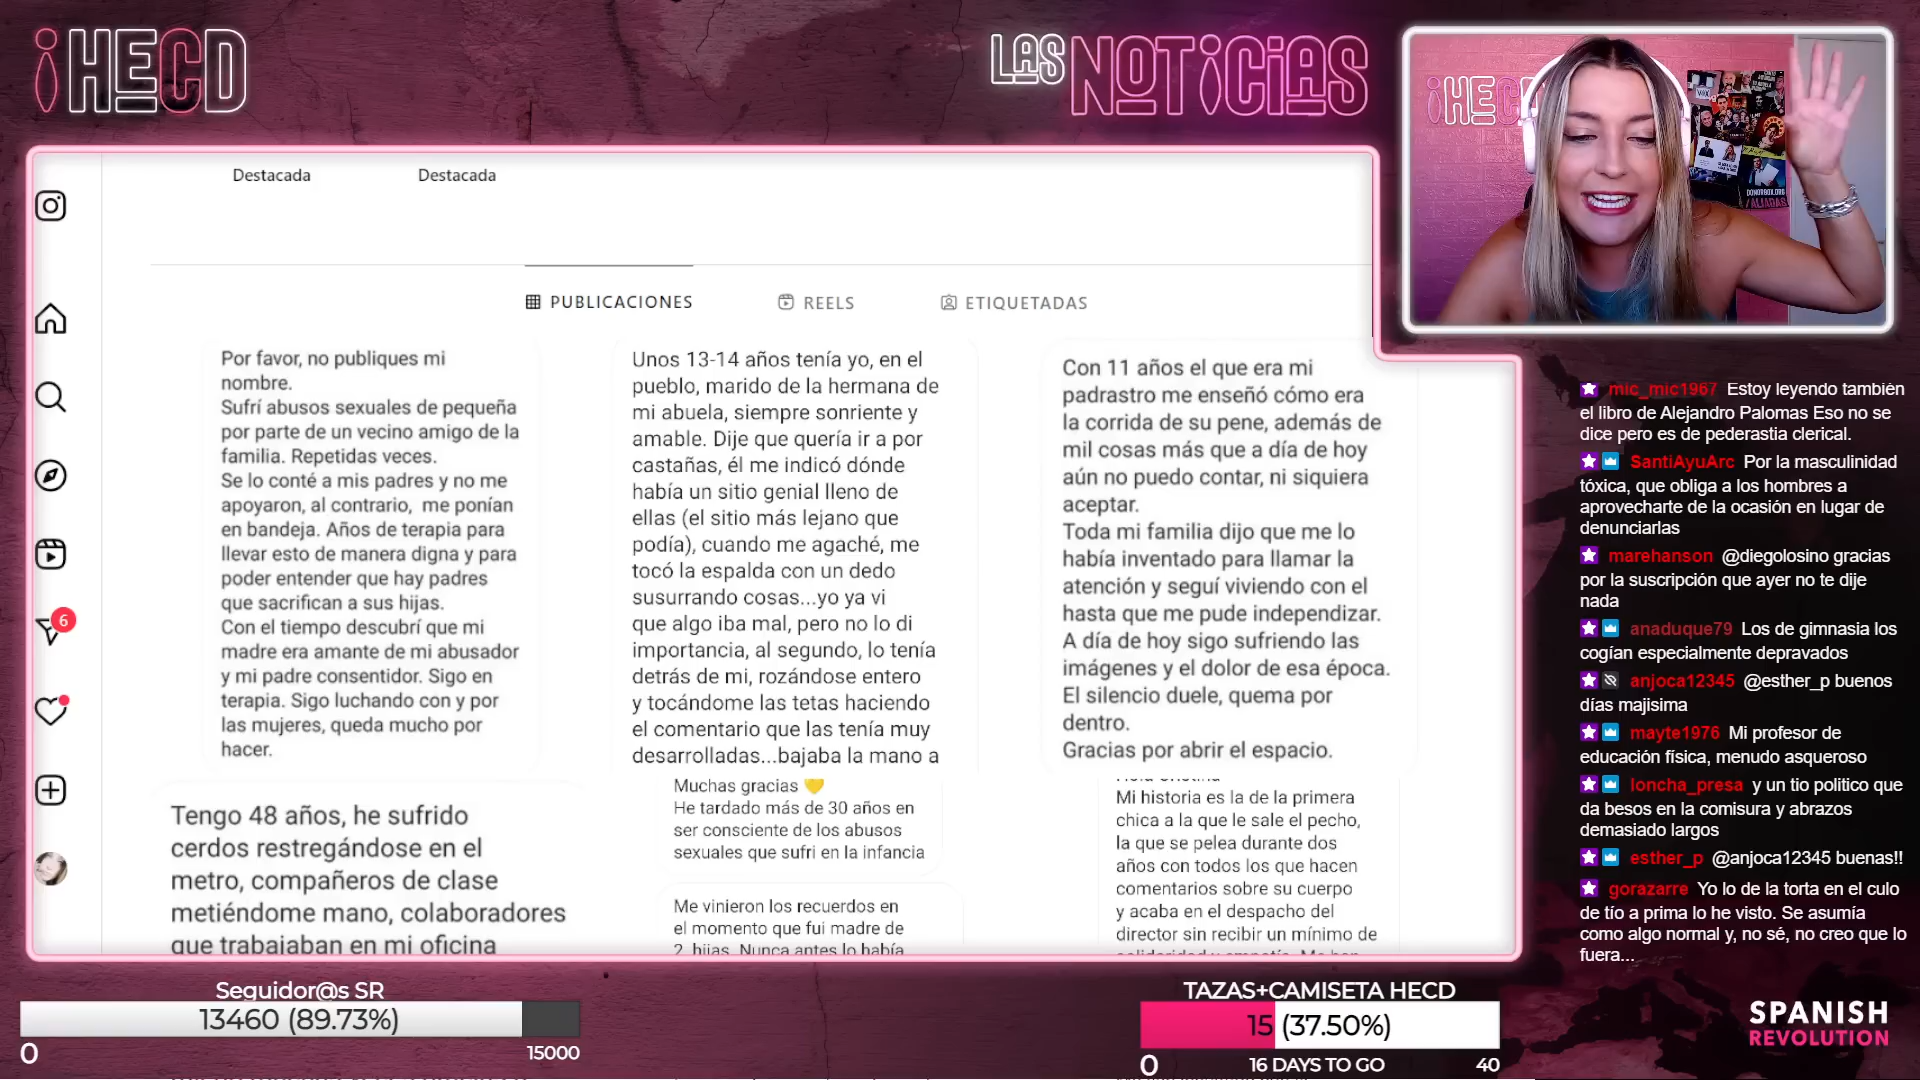 ¡HECD
LAS NOTICIAS
¡HEC
VOX
DONORBOX.ORG
/ALIADAS
Destacada
Destacada
PUBLICACIONES
REELS
ETIQUETADAS
6
Por favor, no publiques mi
nombre.
Sufrí abusos sexuales de pequeña
por parte de un vecino amigo de la
familia. Repetidas veces.
Se lo conté a mis padres y no me
apoyaron, al contrario, me ponían
en bandeja. Años de terapia para
llevar esto de manera digna y para
poder entender que hay padres
que sacrifican a sus hijas.
Con el tiempo descubrí que mi
madre era amante de mi abusador
y mi padre consentidor. Sigo en
terapia. Sigo luchando con y por
las mujeres, queda mucho por
hacer.
Unos 13-14 años tenía yo, en el
pueblo, marido de la hermana de
mi abuela, siempre sonriente y
amable. Dije que quería ir a por
castañas, él me indicó dónde
había un sitio genial lleno de
ellas (el sitio más lejano que
podía), cuando me agaché, me
tocó la espalda con un dedo
susurrando cosas...yo ya vi
que algo iba mal, pero no lo di
importancia, al segundo, lo tenía
detrás de mi, rozándose entero
y tocándome las tetas haciendo
el comentario que las tenía muy
desarrolladas...bajaba la mano a
Con 11 años el que era mi
padrastro me enseñó cómo era
la corrida de su pene, además de
mil cosas más que a día de hoy
aún no puedo contar, ni siquiera
aceptar.
Toda mi familia dijo que me lo
había inventado para llamar la
atención y seguí viviendo con el
hasta que me pude independizar.
A día de hoy sigo sufriendo las
imágenes y el dolor de esa época.
El silencio duele, quema por
dentro.
Gracias por abrir el espacio.
Tengo 48 años, he sufrido
cerdos restregándose en el
metro, compañeros de clase
metiéndome mano, colaboradores
que trabajaban en mi oficina
Muchas gracias 💛
He tardado más de 30 años en
ser consciente de los abusos
sexuales que sufri en la infancia
Me vinieron los recuerdos en
el momento que fui madre de
2 hijas. Nunca antes lo había
Hola Cristina
Mi historia es la de la primera
chica a la que le sale el pecho,
la que se pelea durante dos
años con todos los que hacen
comentarios sobre su cuerpo
y acaba en el despacho del
director sin recibir un mínimo de
mic_mic1967 Estoy leyendo también
el libro de Alejandro Palomas Eso no se
dice pero es de pederastia clerical.
SantiAyuArc Por la masculinidad
tóxica, que obliga a los hombres a
aprovecharte de la ocasión en lugar de
denunciarlas
marehanson @diegolosino gracias
por la suscripción que ayer no te dije
nada
anaduque79 Los de gimnasia los
cogían especialmente depravados
anjoca12345 @esther_p buenos
días majisima
mayte1976 Mi profesor de
educación física, menudo asqueroso
loncha_presa y un tio politico que
da besos en la comisura y abrazos
demasiado largos
esther_p @anjoca12345 buenas!!
gorazarre Yo lo de la torta en el culo
de tío a prima lo he visto. Se asumía
como algo normal y, no sé, no creo que lo
fuera...
Seguidor@s SR
13460 (89.73%)
0
15000
TAZAS+CAMISETA HECD
15 (37.50%)
0
16 DAYS TO GO
40
SPANISH
REVOLUTION